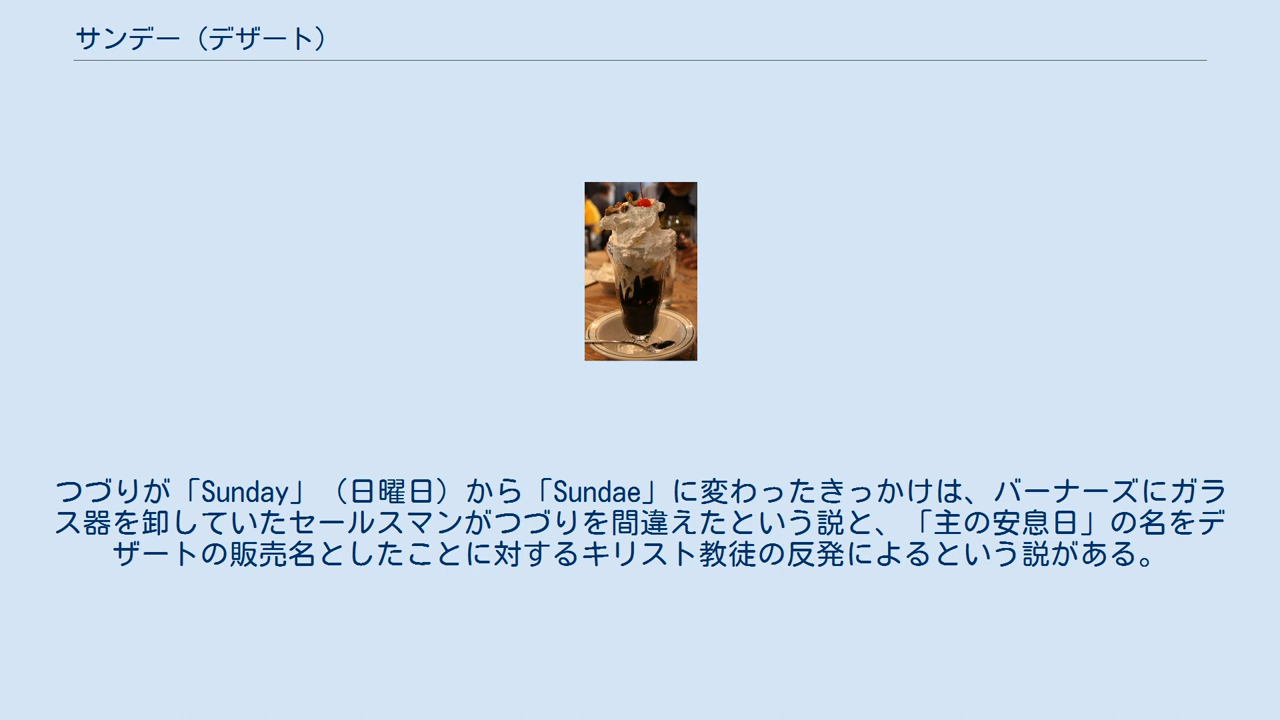 サンデー（デザート）
つづりが「Sunday」（日曜日）から「Sundae」に変わったきっかけは、バーナーズにガラ
ス器を卸していたセールスマンがつづりを間違えたという説と、「主の安息日」の名をデ
ザートの販売名としたことに対するキリスト教徒の反発によるという説がある。